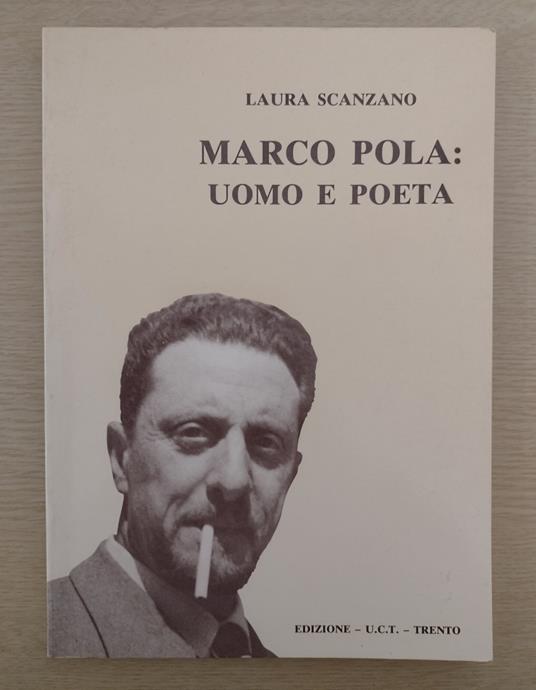 LAURA SCANZANO
MARCO POLA:
UOMO E POETA
EDIZIONE – U.C.T. – TRENTO